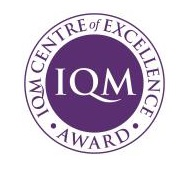 IQM CENTRE of EXCELLENCE
IQM
• AWARD •